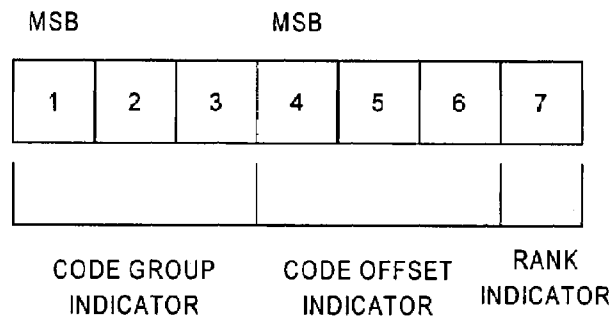 MSB MSB
1 2 3 4 5 6 7
CODE GROUP INDICATOR
CODE OFFSET INDICATOR
RANK INDICATOR